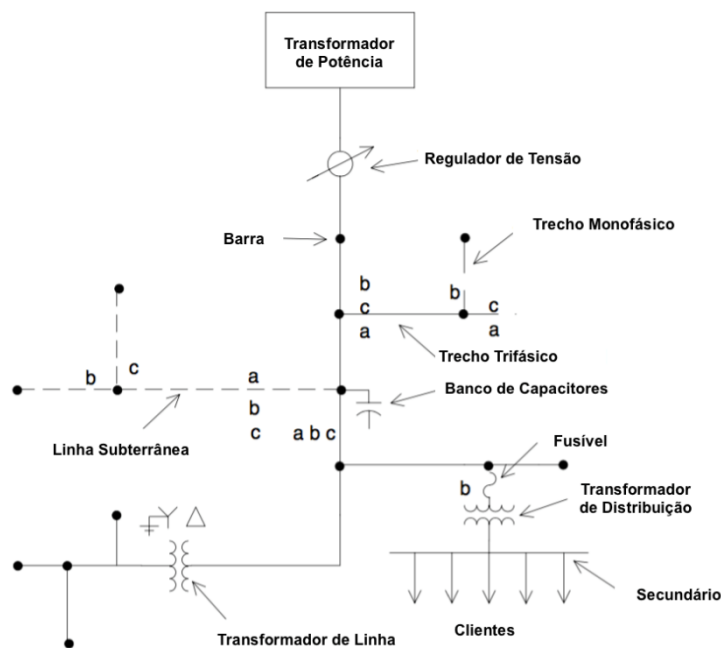 Transformador
de Potência
Regulador de Tensão
Barra
Trecho Monofásico
b
c
a
b
c
a
Trecho Trifásico
b
c
a
b
c
a b c
Linha Subterrânea
Banco de Capacitores
Fusível
b
Transformador
de Distribuição
Secundário
Clientes
Transformador de Linha